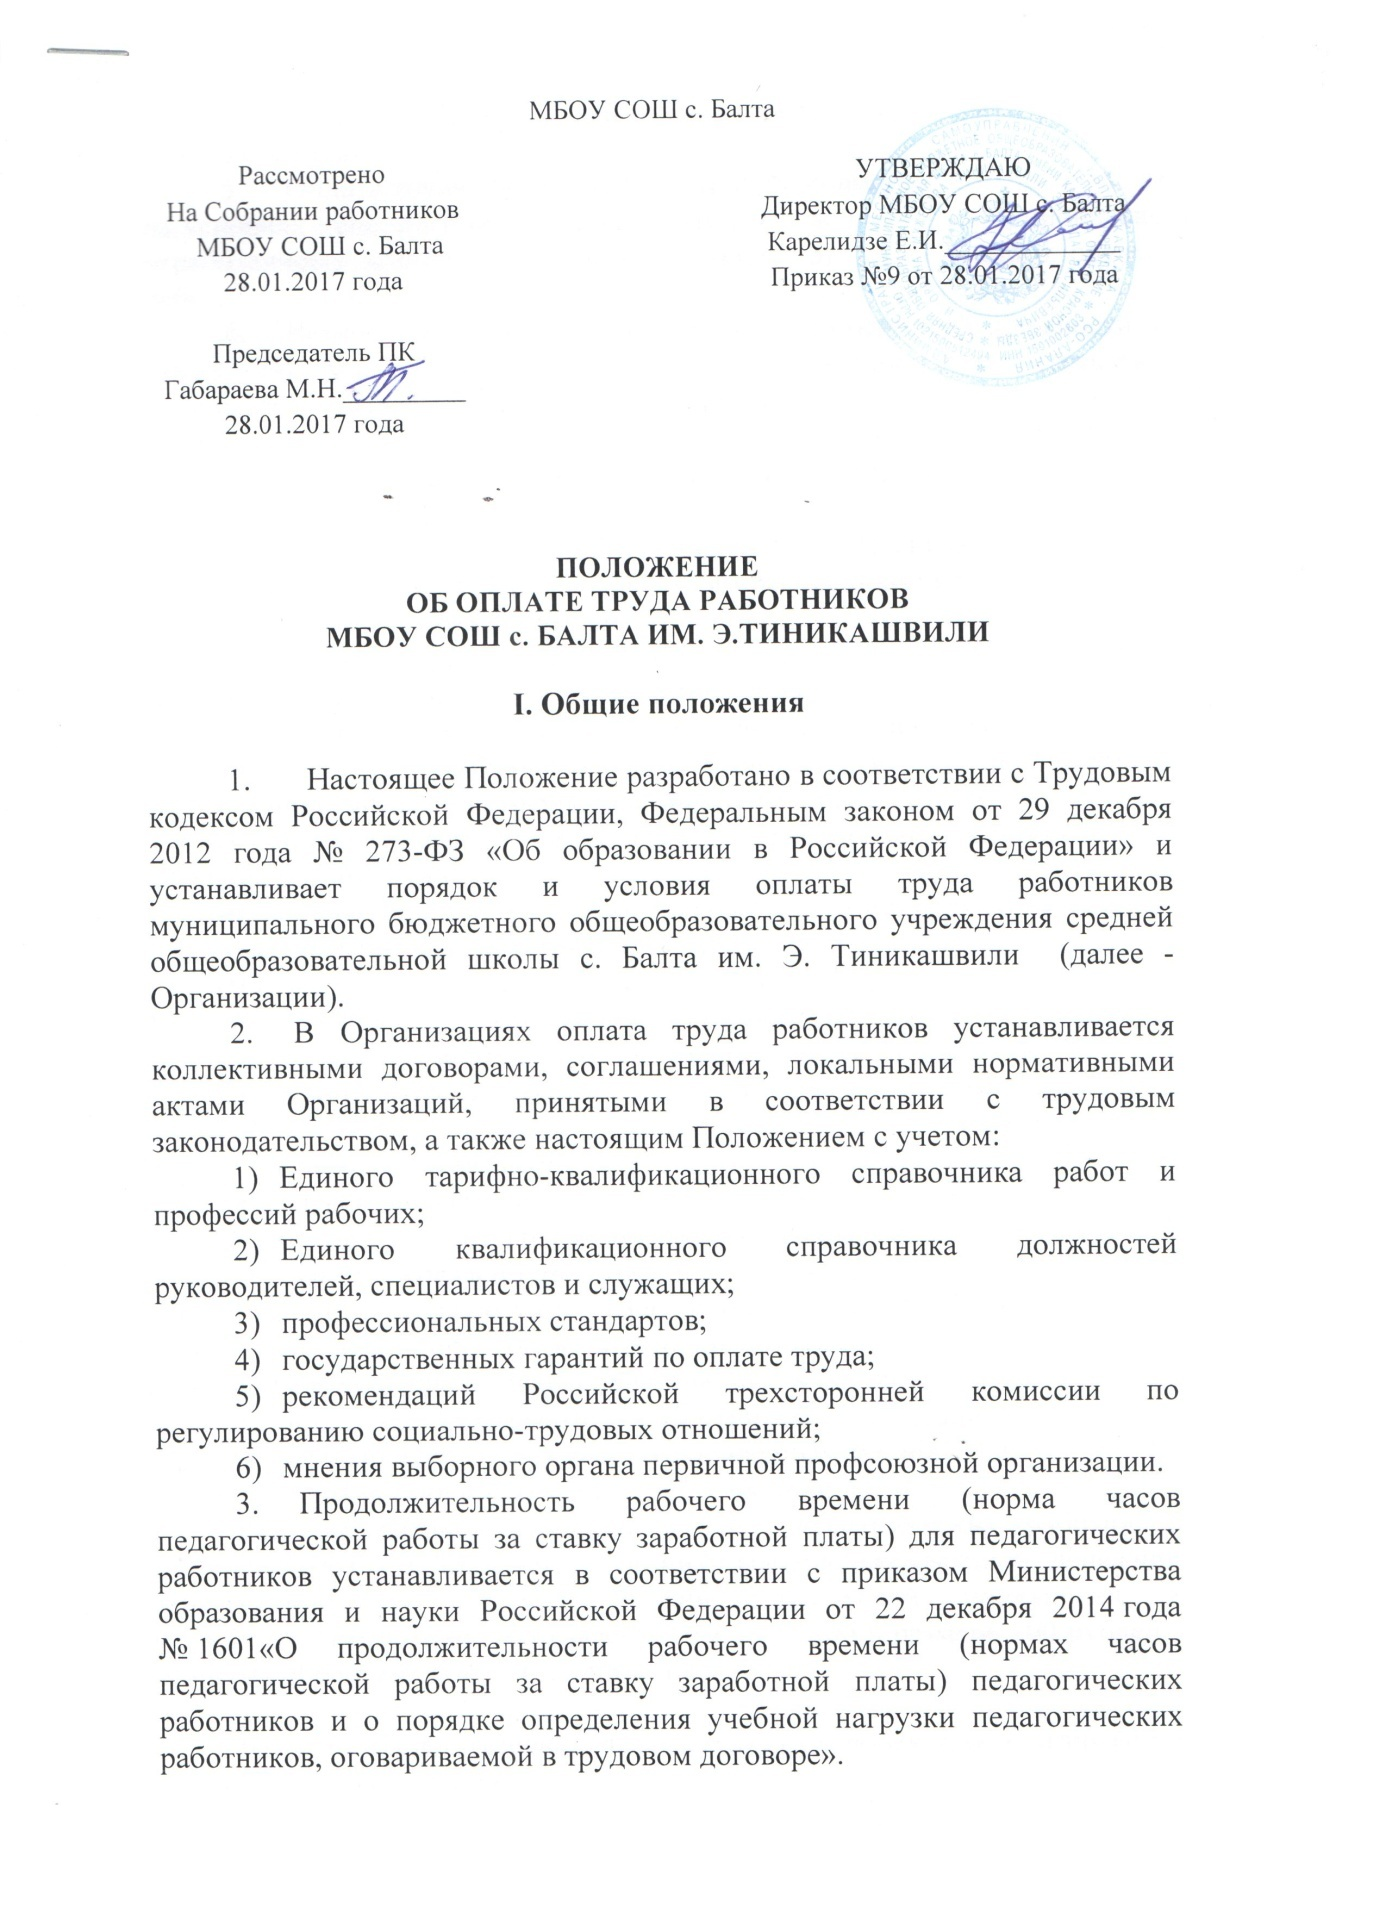 МБОУ СОШ с. Балта
Рассмотрено
На Собрании работников
МБОУ СОШ с. Балта
28.01.2017 года
Председатель ПК
Габараева М.Н.
28.01.2017 года
УТВЕРЖДАЮ
Директор МБОУ СОШ с. Балта
Карелидзе Е.И.
Приказ №9 от 28.01.2017 года
ПОЛОЖЕНИЕ
ОБ ОПЛАТЕ ТРУДА РАБОТНИКОВ
МБОУ СОШ с. БАЛТА ИМ. Э.ТИНИКАШВИЛИ
I. Общие положения
1. Настоящее Положение разработано в соответствии с Трудовым
кодексом Российской Федерации, Федеральным законом от 29 декабря
2012 года № 273-ФЗ «Об образовании в Российской Федерации» и
устанавливает порядок и условия оплаты труда работников
муниципального бюджетного общеобразовательного учреждения средней
общеобразовательной школы с. Балта им. Э. Тиникашвили (далее -
Организации).
2. В Организациях оплата труда работников устанавливается
коллективными договорами, соглашениями, локальными нормативными
актами Организаций, принятыми в соответствии с трудовым
законодательством, а также настоящим Положением с учетом:
1) Единого тарифно-квалификационного справочника работ и
профессий рабочих;
2) Единого квалификационного справочника должностей
руководителей, специалистов и служащих;
3) профессиональных стандартов;
4) государственных гарантий по оплате труда;
5) рекомендаций Российской трехсторонней комиссии по
регулированию социально-трудовых отношений;
6) мнения выборного органа первичной профсоюзной организации.
3. Продолжительность рабочего времени (норма часов
педагогической работы за ставку заработной платы) для педагогических
работников устанавливается в соответствии с приказом Министерства
образования и науки Российской Федерации от 22 декабря 2014 года
№ 1601«О продолжительности рабочего времени (нормах часов
педагогической работы за ставку заработной платы) педагогических
работников и о порядке определения учебной нагрузки педагогических
работников, оговариваемой в трудовом договоре».